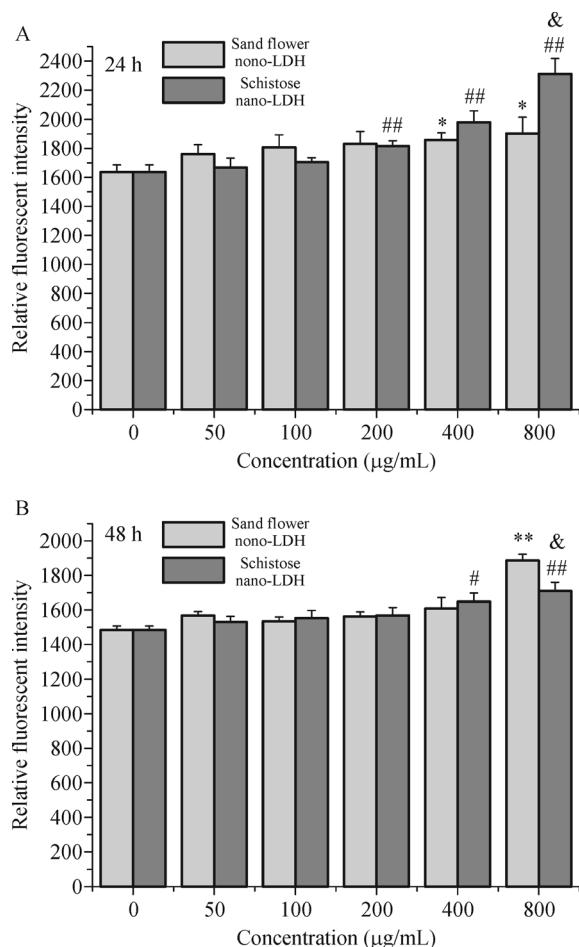 A
24 h
Sand flower
nono-LDH
Schistose
nano-LDH
&
##
##
##
*
*
2400
2200
2000
1800
1600
1400
1200
1000
800
600
400
200
0
Relative fluorescent intensity
0 50 100 200 400 800
Concentration (μg/mL)
B
48 h
Sand flower
nono-LDH
Schistose
nano-LDH
**
&
##
#
2000
1800
1600
1400
1200
1000
800
600
400
200
0
Relative fluorescent intensity
0 50 100 200 400 800
Concentration (μg/mL)